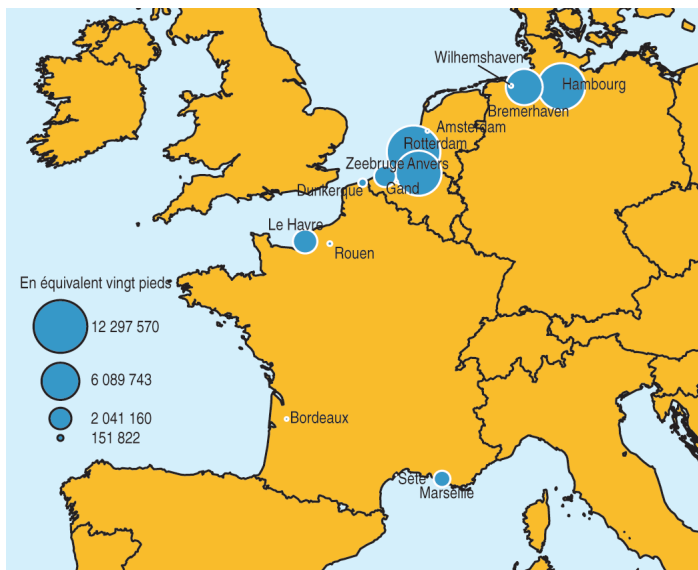 Wilhemshaven
Hambourg
Bremerhaven
Amsterdam
Rotterdam
Zeebruge Anvers
Dunkerque
Gand
Le Havre
Rouen
En équivalent vingt pieds
12 297 570
6 089 743
2 041 160
151 822
Bordeaux
Sete
Marseille